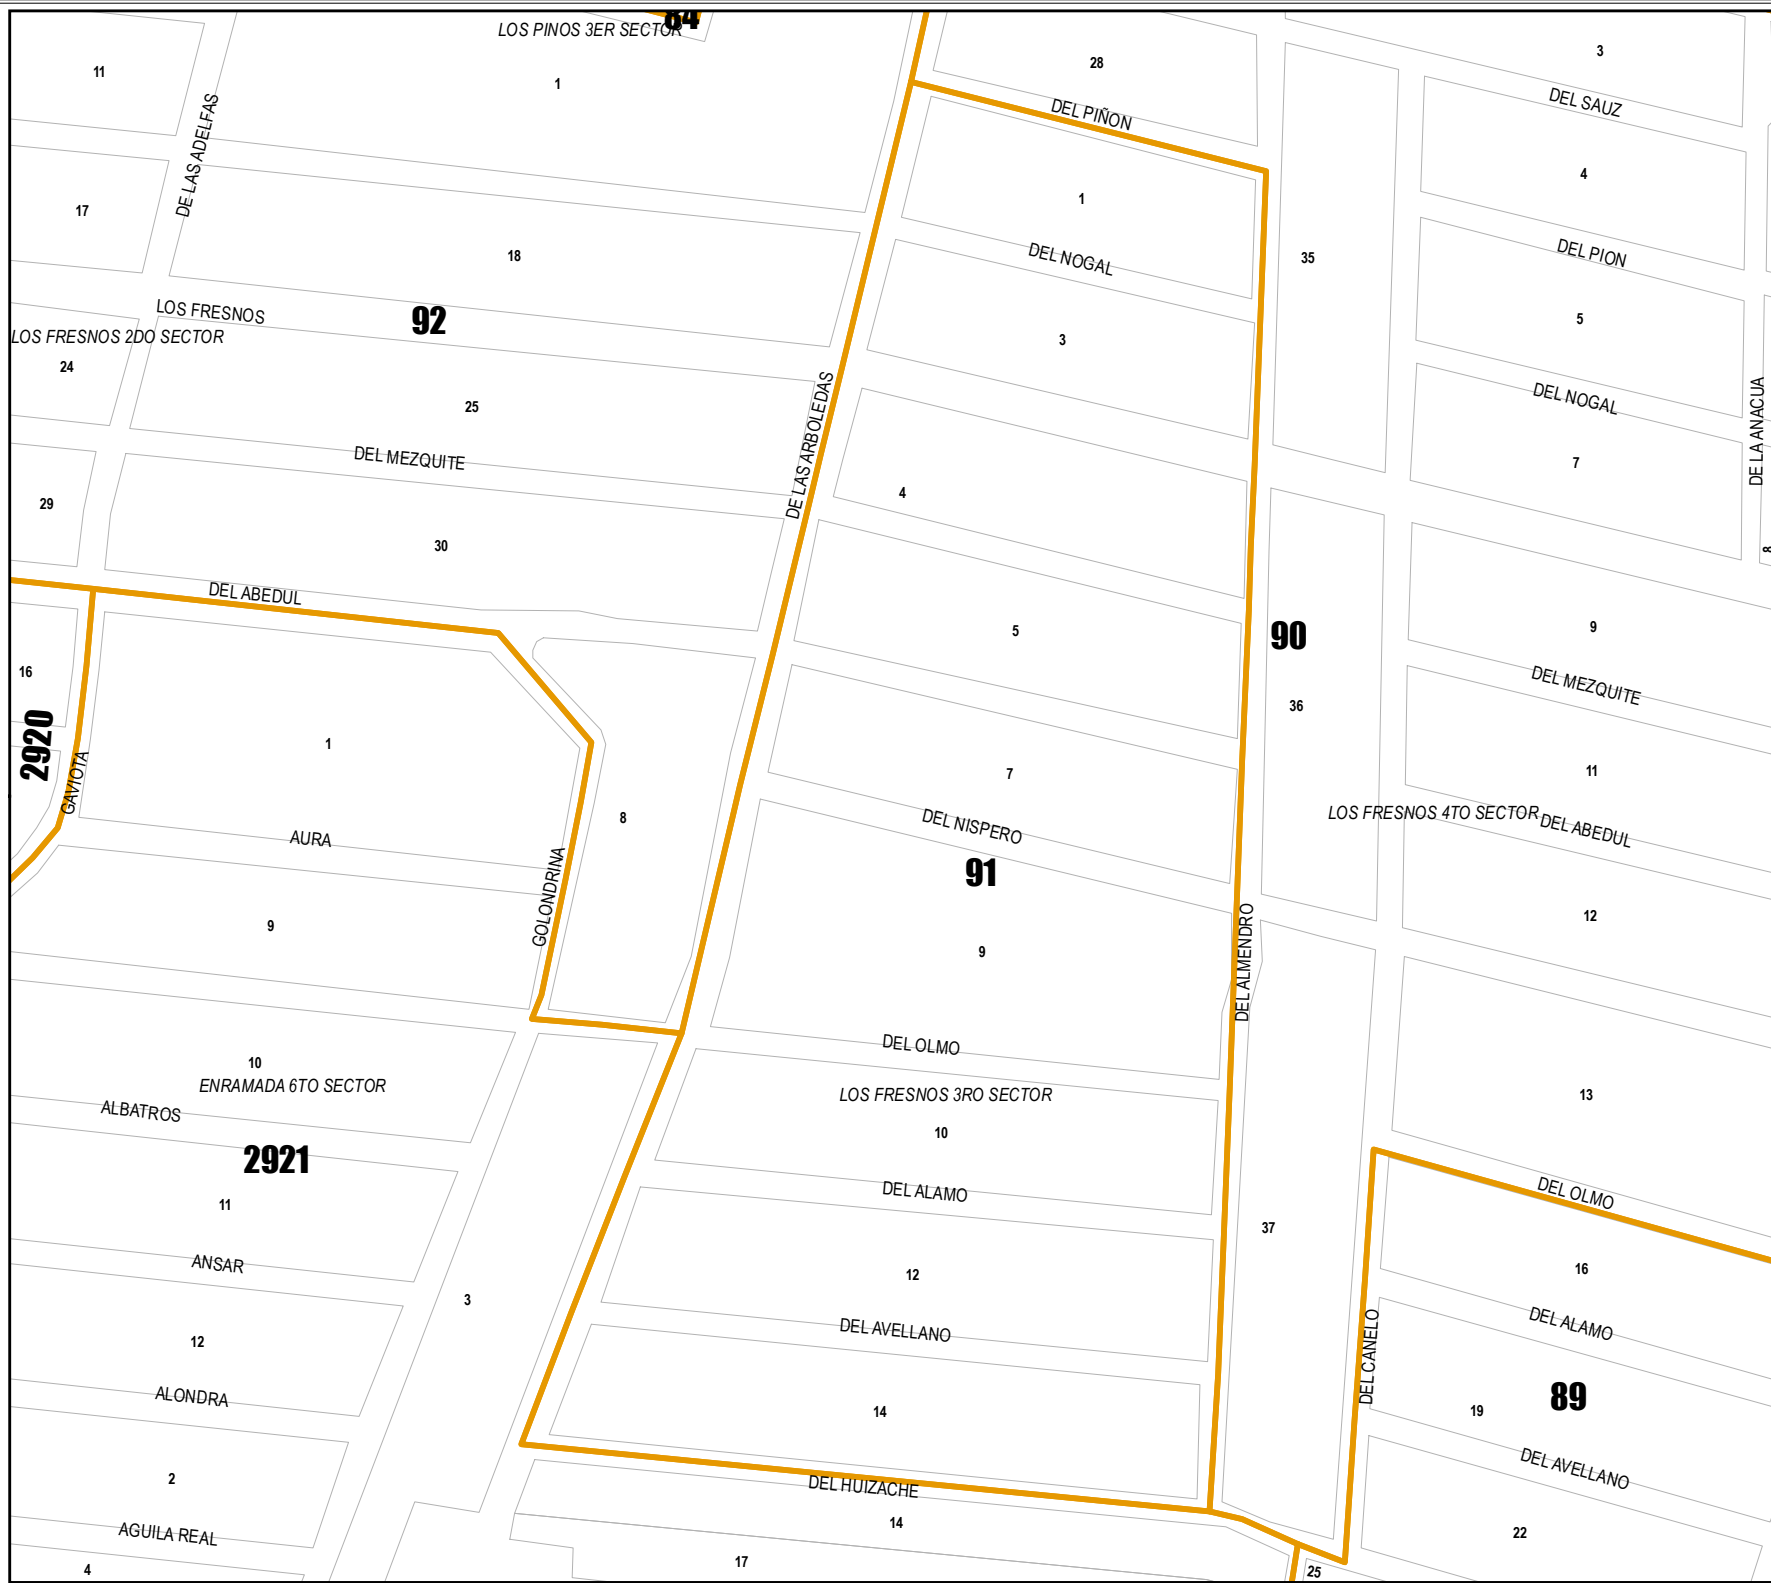 84
LOS PINOS 3ER SECTOR
3
11
28
1
DEL SAUZ
DEL PIÑON
DE LAS ADELFAS
4
17
1
18
DEL NOGAL
35
DEL PION
LOS FRESNOS
92
5
LOS FRESNOS 2DO SECTOR
3
24
25
DE LAS ARBOLEDAS
DEL NOGAL
DE LA ANACUA
DEL MEZQUITE
7
4
29
30
8
DEL ABEDUL
5
90
9
16
DEL MEZQUITE
36
2920
1
GAVIOTA
7
11
8
DEL NISPERO
LOS FRESNOS 4TO SECTOR
DEL ABEDUL
AURA
91
GOLONDRINA
9
12
9
DEL ALMENDRO
DEL OLMO
10
ENRAMADA 6TO SECTOR
LOS FRESNOS 3RO SECTOR
13
ALBATROS
10
2921
DEL ALAMO
DEL OLMO
11
37
ANSAR
12
16
3
DEL AVELLANO
DEL ALAMO
12
DEL CANELO
ALONDRA
89
14
19
2
DEL AVELLANO
DEL HUIZACHE
AGUILA REAL
14
22
17
4
25